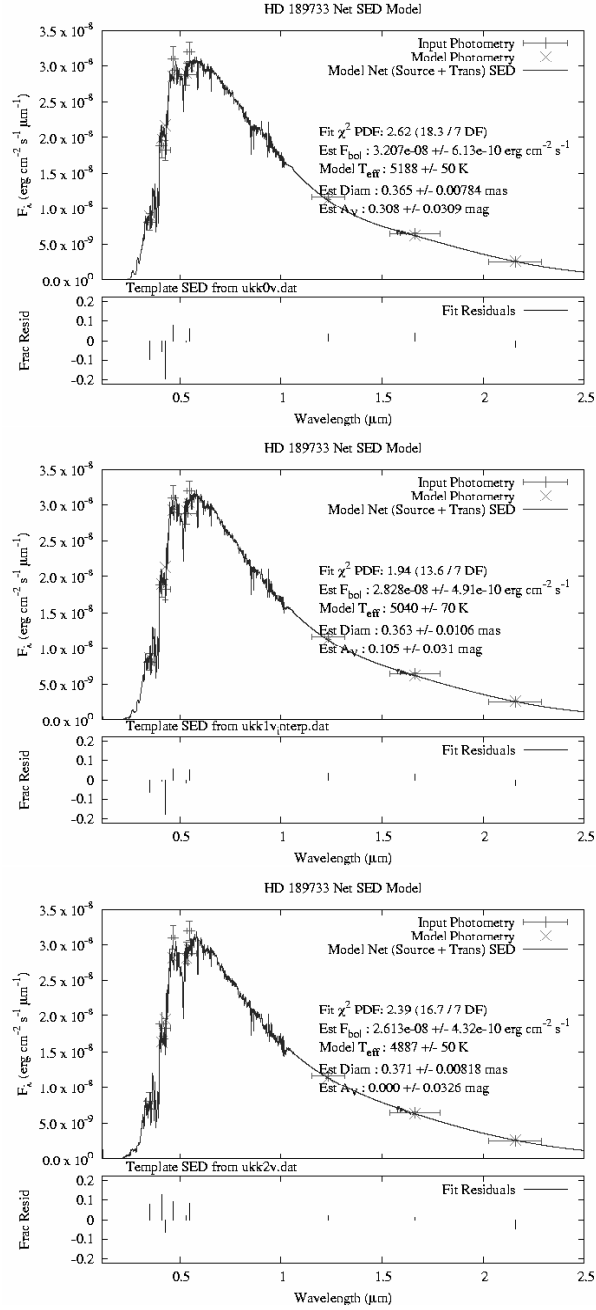 HD 189733 Net SED Model
3.5 x 10⁻⁸
3.0 x 10⁻⁸
2.5 x 10⁻⁸
2.0 x 10⁻⁸
1.5 x 10⁻⁸
1.0 x 10⁻⁸
5.0 x 10⁻⁹
0.0 x 10⁰
F_λ (erg cm⁻² s⁻¹ μm⁻¹)
Input Photometry
Model Photometry
Model Net (Source + Trans) SED
Fit χ² PDF: 2.62 (18.3 / 7 DF)
Est F_bol : 3.207e-08 +/- 6.13e-10 erg cm⁻² s⁻¹
Model T_eff : 5188 +/- 50 K
Est Diam : 0.365 +/- 0.00784 mas
Est A_V : 0.308 +/- 0.0309 mag
Template SED from ukk0v.dat
0.2
0.1
0
-0.1
-0.2
Frac Resid
Fit Residuals
0.5
1
1.5
2
2.5
Wavelength (μm)
HD 189733 Net SED Model
3.5 x 10⁻⁸
3.0 x 10⁻⁸
2.5 x 10⁻⁸
2.0 x 10⁻⁸
1.5 x 10⁻⁸
1.0 x 10⁻⁸
5.0 x 10⁻⁹
0.0 x 10⁰
F_λ (erg cm⁻² s⁻¹ μm⁻¹)
Input Photometry
Model Photometry
Model Net (Source + Trans) SED
Fit χ² PDF: 1.94 (13.6 / 7 DF)
Est F_bol : 2.828e-08 +/- 4.91e-10 erg cm⁻² s⁻¹
Model T_eff : 5040 +/- 70 K
Est Diam : 0.363 +/- 0.0106 mas
Est A_V : 0.105 +/- 0.031 mag
Template SED from ukk1v_interp.dat
0.2
0.1
0
-0.1
-0.2
Frac Resid
Fit Residuals
0.5
1
1.5
2
2.5
Wavelength (μm)
HD 189733 Net SED Model
3.5 x 10⁻⁸
3.0 x 10⁻⁸
2.5 x 10⁻⁸
2.0 x 10⁻⁸
1.5 x 10⁻⁸
1.0 x 10⁻⁸
5.0 x 10⁻⁹
0.0 x 10⁰
F_λ (erg cm⁻² s⁻¹ μm⁻¹)
Input Photometry
Model Photometry
Model Net (Source + Trans) SED
Fit χ² PDF: 2.39 (16.7 / 7 DF)
Est F_bol : 2.613e-08 +/- 4.32e-10 erg cm⁻² s⁻¹
Model T_eff : 4887 +/- 50 K
Est Diam : 0.371 +/- 0.00818 mas
Est A_V : 0.000 +/- 0.0326 mag
Template SED from ukk2v.dat
0.2
0.1
0
-0.1
-0.2
Frac Resid
Fit Residuals
0.5
1
1.5
2
2.5
Wavelength (μm)